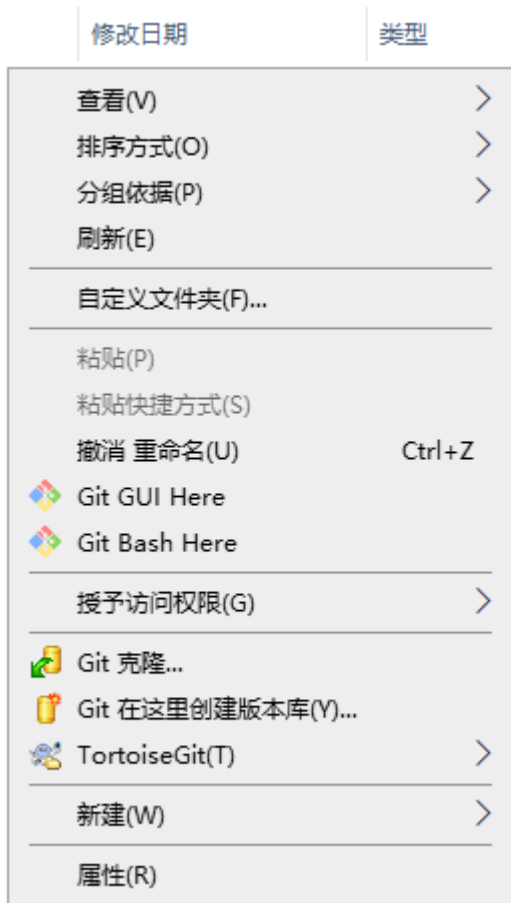 修改日期 类型
查看(V)
排序方式(O)
分组依据(P)
刷新(E)
自定义文件夹(F)...
粘贴(P)
粘贴快捷方式(S)
撤消 重命名(U) Ctrl+Z
Git GUI Here
Git Bash Here
授予访问权限(G)
Git 克隆...
Git 在这里创建版本库(Y)...
TortoiseGit(T)
新建(W)
属性(R)